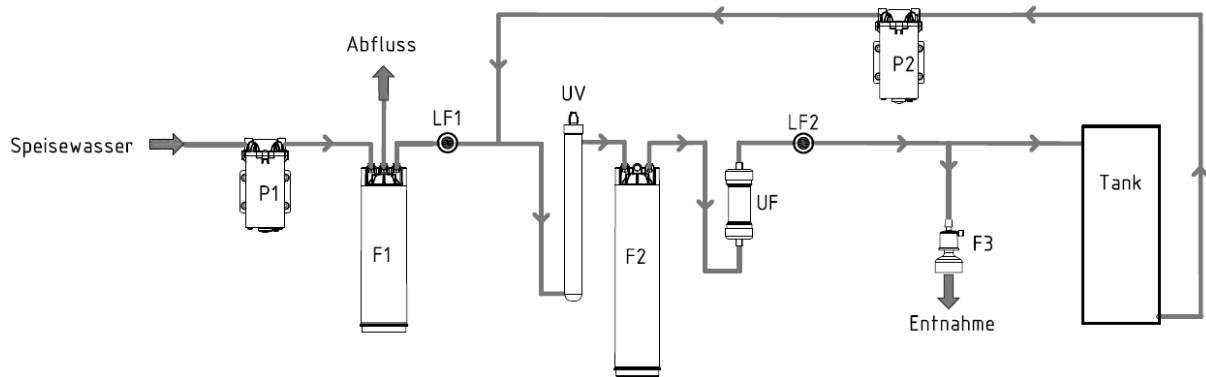 Abfluss
P2
UV
LF1
LF2
Speisewasser
P1
F1
F2
UF
Tank
F3
Entnahme